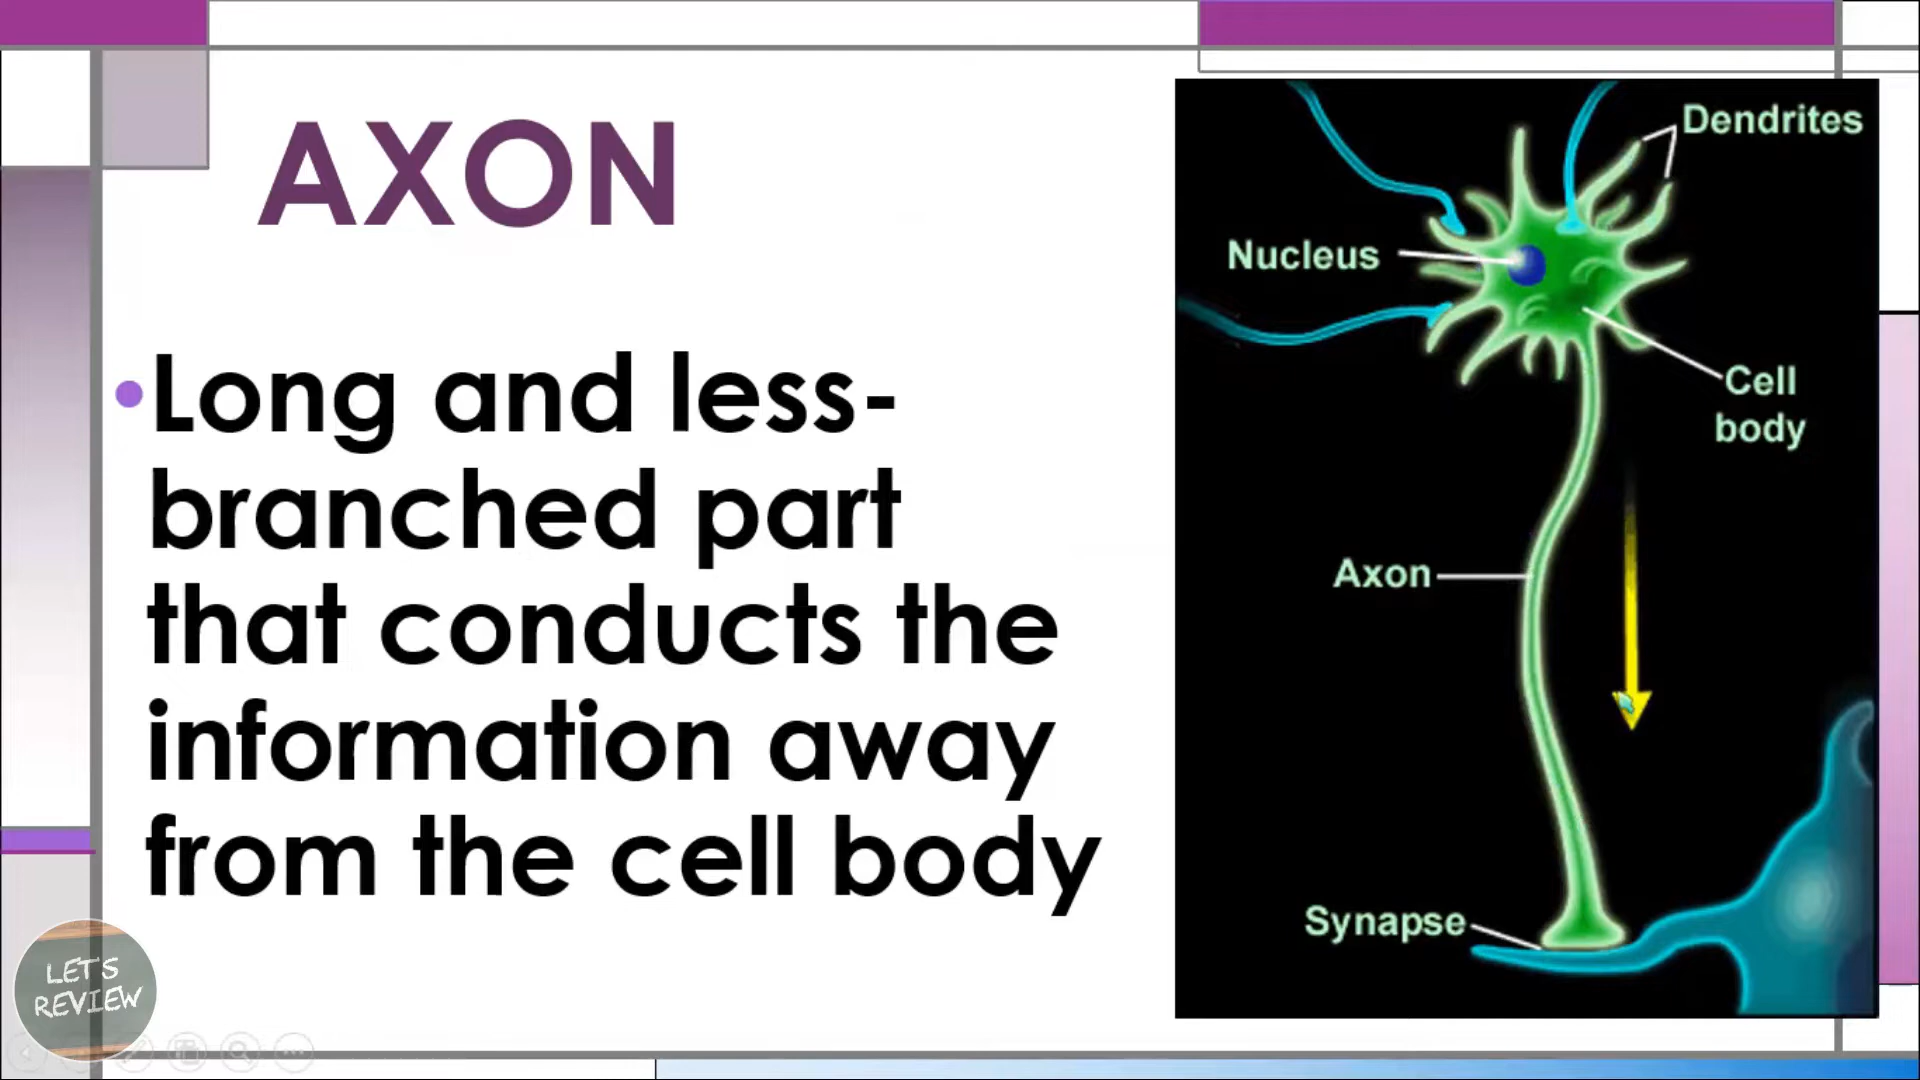 AXON
•Long and less-
branched part
that conducts the
information away
from the cell body
Dendrites
Nucleus
Cell
body
Axon
Synapse
LET'S
REVIEW